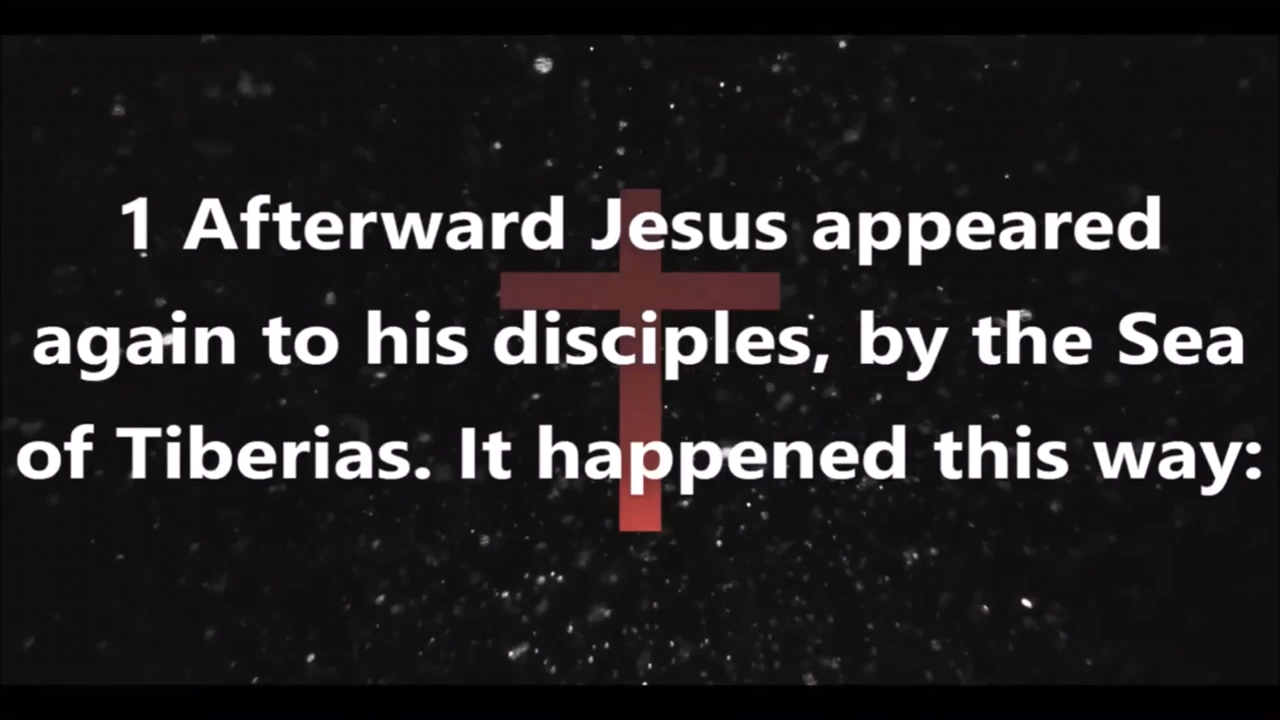 1 Afterward Jesus appeared
again to his disciples, by the Sea
of Tiberias. It happened this way: